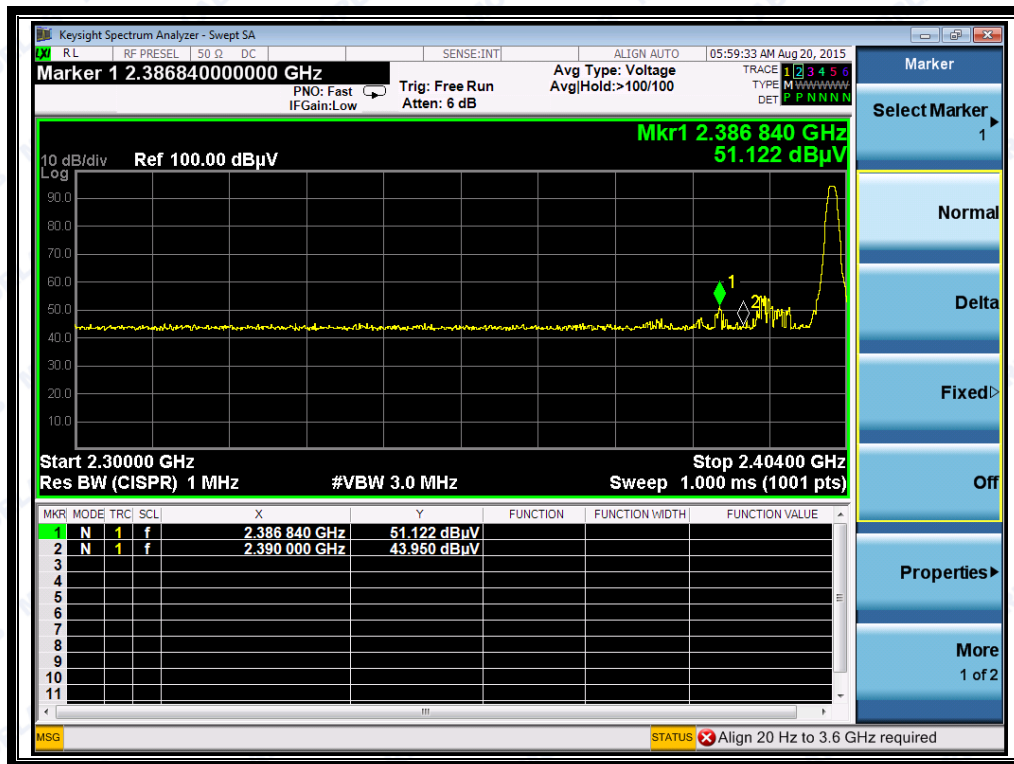 Keysight Spectrum Analyzer - Swept SA
LXI RL RF PRESEL 50 Ω DC SENSE:INT ALIGN AUTO 05:59:33 AM Aug 20, 2015
Marker 1 2.386840000000 GHz
PNO: Fast
IFGain:Low
Trig: Free Run
Atten: 6 dB
Avg Type: Voltage
Avg|Hold:>100/100
TRACE 1 2 3 4 5 6
TYPE M W W W W W
DET P P N N N N
Mkr1 2.386 840 GHz
51.122 dBµV
10 dB/div Ref 100.00 dBµV
Log
90.0
80.0
70.0
60.0
50.0
40.0
30.0
20.0
10.0
1
2
Start 2.30000 GHz Stop 2.40400 GHz
Res BW (CISPR) 1 MHz #VBW 3.0 MHz Sweep 1.000 ms (1001 pts)
MKR MODE TRC SCL X Y FUNCTION FUNCTION WIDTH FUNCTION VALUE
1 N 1 f 2.386 840 GHz 51.122 dBµV
2 N 1 f 2.390 000 GHz 43.950 dBµV
3
4
5
6
7
8
9
10
11
MSG
STATUS Align 20 Hz to 3.6 GHz required
Marker
Select Marker
1
Normal
Delta
Fixed
Off
Properties
More
1 of 2